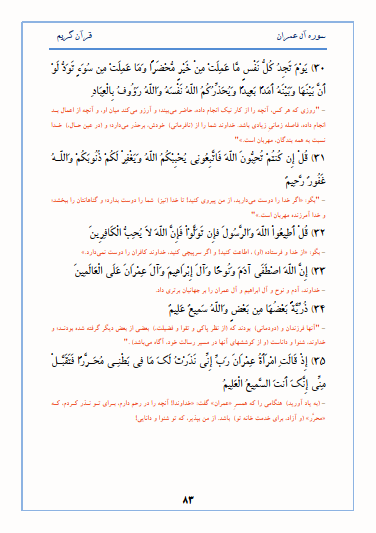 سوره آل عمران
قرآن کریم
(۳۰) يَوْمَ تَجِدُ كُلُّ نَفْسٍ مَّا عَمِلَتْ مِنْ خَيْرٍ مُّحْضَرًا وَمَا عَمِلَتْ مِن سُوَءٍ تَوَدُّ لَوْ
أَنَّ بَيْنَهَا وَبَيْنَهُ أَمَدًا بَعِيدًا وَيُحَذِّرُكُمُ اللّهُ نَفْسَهُ وَاللّهُ رَؤُوفُ بِالْعِبَادِ
– "روزی که هر کس، آنچه را از کار نیک انجام داده، حاضر می‌بیند؛ و آرزو می‌کند میان او، و آنچه از اعمال بد
انجام داده، فاصله زمانی زیادی باشد. خداوند شما را از (نافرمانی) خودش، برحذر می‌دارد؛ و (در عین حال،) خدا
نسبت به همه بندگان، مهربان است."
(۳۱) قُلْ إِن كُنتُمْ تُحِبُّونَ اللّهَ فَاتَّبِعُونِي يُحْبِبْكُمُ اللّهُ وَيَغْفِرْ لَكُمْ ذُنُوبَكُمْ وَاللّهُ
غَفُورٌ رَّحِيمٌ
– "بگو: «اگر خدا را دوست می‌دارید، از من پیروی کنید! تا خدا (نیز) شما را دوست بدارد؛ و گناهانتان را ببخشد؛
و خدا آمرزنده مهربان است.»"
(۳۲) قُلْ أَطِيعُواْ اللّهَ وَالرَّسُولَ فإِن تَوَلَّوْاْ فَإِنَّ اللّهَ لاَ يُحِبُّ الْكَافِرِينَ
– بگو: «از خدا و فرستاده (او)، اطاعت کنید! و اگر سرپیچی کنید، خداوند کافران را دوست نمی‌دارد.»
(۳۳) إِنَّ اللّهَ اصْطَفَى آدَمَ وَنُوحًا وَآلَ إِبْرَاهِيمَ وَآلَ عِمْرَانَ عَلَى الْعَالَمِينَ
– خداوند، آدم و نوح و آل ابراهیم و آل عمران را بر جهانیان برتری داد.
(۳۴) ذُرِّيَّةً بَعْضُهَا مِن بَعْضٍ وَاللّهُ سَمِيعٌ عَلِيمٌ
– "آنها فرزندان و (دودمانی) بودند که (از نظر پاکی و تقوا و فضیلت،) بعضی از بعض دیگر گرفته شده بودند؛ و
خداوند، شنوا و داناست (و از کوششهای آنها در مسیر رسالت خود، آگاه می‌باشد)."
(۳۵) إِذْ قَالَتِ امْرَأَةُ عِمْرَانَ رَبِّ إِنِّي نَذَرْتُ لَكَ مَا فِي بَطْنِي مُحَرَّرًا فَتَقَبَّلْ
مِنِّي إِنَّكَ أَنتَ السَّمِيعُ الْعَلِيمُ
– (به یاد آورید) هنگامی را که همسرِ «عمران» گفت: «خداوندا! آنچه را در رحم دارم، برای تو نذر کردم، که
«محرَّر» (و آزاد، برای خدمت خانه تو) باشد. از من بپذیر، که تو شنوا و دانایی!
۸۳